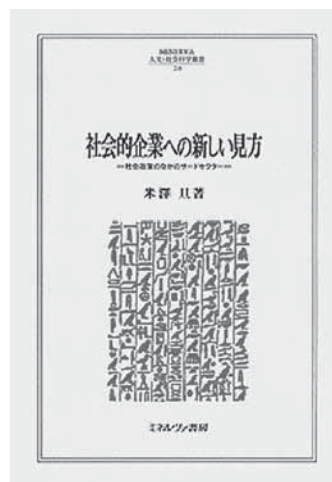 MINERVA
人文・社会科学叢書
社会的企業への新しい見方
―社会政策のなかのサードセクター―
米澤 旦著
ミネルヴァ書房